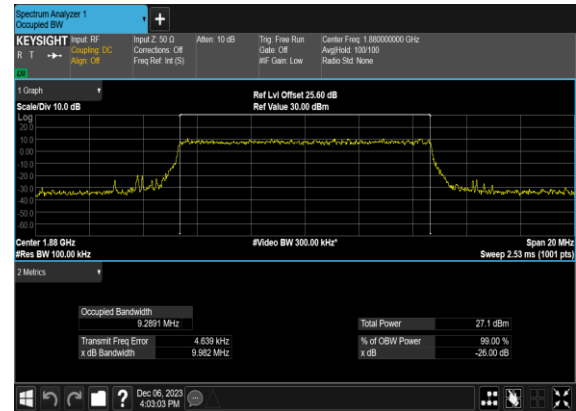 Spectrum Analyzer 1
Occupied BW
+
KEYSIGHT
R T
Input: RF
Coupling: DC
Align: Off
Input Z: 50 Ω
Corrections: Off
Freq Ref: Int (S)
Atten: 10 dB
Trig: Free Run
Gate: Off
#IF Gain: Low
Center Freq: 1.880000000 GHz
Avg|Hold: 100/100
Radio Std: None
1 Graph
Scale/Div 10.0 dB
Ref Lvl Offset 25.60 dB
Ref Value 30.00 dBm
Log
20.0
10.0
0.00
-10.0
-20.0
-30.0
-40.0
-50.0
-60.0
Center 1.88 GHz
#Res BW 100.00 kHz
#Video BW 300.00 kHz*
Span 20 MHz
Sweep 2.53 ms (1001 pts)
2 Metrics
Occupied Bandwidth
9.2891 MHz
Transmit Freq Error 4.639 kHz
x dB Bandwidth 9.982 MHz
Total Power 27.1 dBm
% of OBW Power 99.00 %
x dB -26.00 dB
?
Dec 06, 2023
4:03:03 PM